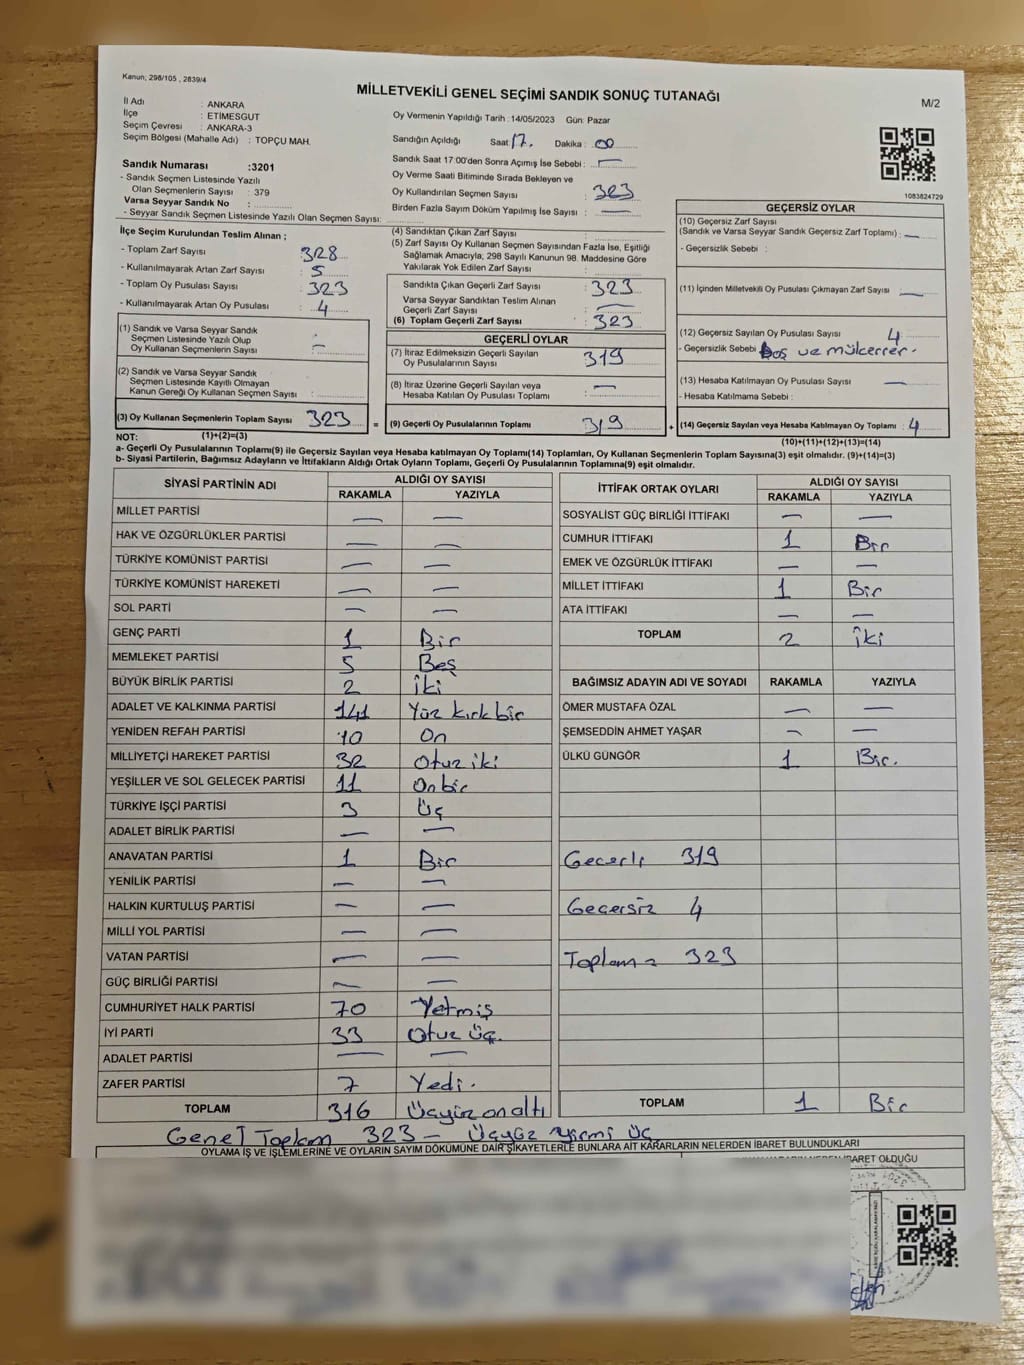 Kanun; 298/105 , 2839/4
MİLLETVEKİLİ GENEL SEÇİMİ SANDIK SONUÇ TUTANAĞI
M/2
İl Adı : ANKARA
İlçe : ETİMESGUT
Seçim Çevresi : ANKARA-3
Seçim Bölgesi (Mahalle Adı) : TOPÇU MAH.
Oy Vermenin Yapıldığı Tarih :14/05/2023 Gün: Pazar
Sandığın Açıldığı Saat 17. Dakika : 00
Sandık Saat 17:00'den Sonra Açımış İse Sebebi : —
Oy Verme Saati Bitiminde Sırada Bekleyen ve
Oy Kullandırılan Seçmen Sayısı : 323
Birden Fazla Sayım Döküm Yapılmış İse Sayısı : —
1083824729
Sandık Numarası :3201
- Sandık Seçmen Listesinde Yazılı
Olan Seçmenlerin Sayısı : 379
Varsa Seyyar Sandık No :
- Seyyar Sandık Seçmen Listesinde Yazılı Olan Seçmen Sayısı:
İlçe Seçim Kurulundan Teslim Alınan ;
- Toplam Zarf Sayısı : 328
- Kullanılmayarak Artan Zarf Sayısı : 5
- Toplam Oy Pusulası Sayısı : 323
- Kullanılmayarak Artan Oy Pusulası : 4
(1) Sandık ve Varsa Seyyar Sandık
Seçmen Listesinde Yazılı Olup
Oy Kullanan Seçmenlerin Sayısı : —
(2) Sandık ve Varsa Seyyar Sandık
Seçmen Listesinde Kayıtlı Olmayan
Kanun Gereği Oy Kullanan Seçmen Sayısı :
(3) Oy Kullanan Seçmenlerin Toplam Sayısı : 323
(4) Sandıktan Çıkan Zarf Sayısı :
(5) Zarf Sayısı Oy Kullanan Seçmen Sayısından Fazla İse, Eşitliği
Sağlamak Amacıyla; 298 Sayılı Kanunun 98. Maddesine Göre
Yakılarak Yok Edilen Zarf Sayısı :
Sandıkta Çıkan Geçerli Zarf Sayısı : 323
Varsa Seyyar Sandıktan Teslim Alınan
Geçerli Zarf Sayısı : —
(6) Toplam Geçerli Zarf Sayısı : 323
GEÇERLİ OYLAR
(7) İtiraz Edilmeksizin Geçerli Sayılan
Oy Pusulalarının Sayısı : 319
(8) İtiraz Üzerine Geçerli Sayılan veya
Hesaba Katılan Oy Pusulası Toplamı : —
= (9) Geçerli Oy Pusulalarının Toplamı : 319
GEÇERSİZ OYLAR
(10) Geçersiz Zarf Sayısı
(Sandık ve Varsa Seyyar Sandık Geçersiz Zarf Toplamı) : —
- Geçersizlik Sebebi :
(11) İçinden Milletvekili Oy Pusulası Çıkmayan Zarf Sayısı : —
(12) Geçersiz Sayılan Oy Pusulası Sayısı : 4
- Geçersizlik Sebebi : Boş ve mükerrer.
(13) Hesaba Katılmayan Oy Pusulası Sayısı : —
- Hesaba Katılmama Sebebi :
+ (14) Geçersiz Sayılan veya Hesaba Katılmayan Oy Toplamı : 4
NOT: (1)+(2)=(3)
(10)+(11)+(12)+(13)=(14)
a- Geçerli Oy Pusulalarının Toplamı(9) ile Geçersiz Sayılan veya Hesaba katılmayan Oy Toplamı(14) Toplamları, Oy Kullanan Seçmenlerin Toplam Sayısına(3) eşit olmalıdır. (9)+(14)=(3)
b- Siyasi Partilerin, Bağımsız Adayların ve İttifakların Aldığı Ortak Oyların Toplamı, Geçerli Oy Pusulalarının Toplamına(9) eşit olmalıdır.
SİYASİ PARTİNİN ADI ALDIĞI OY SAYISI
RAKAMLA YAZIYLA
MİLLET PARTİSİ — —
HAK VE ÖZGÜRLÜKLER PARTİSİ — —
TÜRKİYE KOMÜNİST PARTİSİ — —
TÜRKİYE KOMÜNİST HAREKETİ — —
SOL PARTİ — —
GENÇ PARTİ 1 Bir
MEMLEKET PARTİSİ 5 Beş
BÜYÜK BİRLİK PARTİSİ 2 İki
ADALET VE KALKINMA PARTİSİ 141 Yüz kırk bir
YENİDEN REFAH PARTİSİ 10 On
MİLLİYETÇİ HAREKET PARTİSİ 32 Otuz iki
YEŞİLLER VE SOL GELECEK PARTİSİ 11 On bir
TÜRKİYE İŞÇİ PARTİSİ 3 Üç
ADALET BİRLİK PARTİSİ — —
ANAVATAN PARTİSİ 1 Bir
YENİLİK PARTİSİ — —
HALKIN KURTULUŞ PARTİSİ — —
MİLLİ YOL PARTİSİ — —
VATAN PARTİSİ — —
GÜÇ BİRLİĞİ PARTİSİ — —
CUMHURİYET HALK PARTİSİ 70 Yetmiş
İYİ PARTİ 33 Otuz üç.
ADALET PARTİSİ — —
ZAFER PARTİSİ 7 Yedi.
TOPLAM 316 Üçyüz on altı
İTTİFAK ORTAK OYLARI ALDIĞI OY SAYISI
RAKAMLA YAZIYLA
SOSYALİST GÜÇ BİRLİĞİ İTTİFAKI — —
CUMHUR İTTİFAKI 1 Bir
EMEK VE ÖZGÜRLÜK İTTİFAKI — —
MİLLET İTTİFAKI 1 Bir
ATA İTTİFAKI — —
TOPLAM 2 İki
BAĞIMSIZ ADAYIN ADI VE SOYADI RAKAMLA YAZIYLA
ÖMER MUSTAFA ÖZAL — —
ŞEMSEDDİN AHMET YAŞAR — —
ÜLKÜ GÜNGÖR 1 Bir.
Geçerli 319
Geçersiz 4
Toplam = 323
TOPLAM 1 Bir
Genel Toplam 323 — Üçyüz yirmi üç
OYLAMA İŞ VE İŞLEMLERİNE VE OYLARIN SAYIM DÖKÜMÜNE DAİR ŞİKAYETLERLE BUNLARA AİT KARARLARIN NELERDEN İBARET BULUNDUKLARI
İBARET OLDUĞU